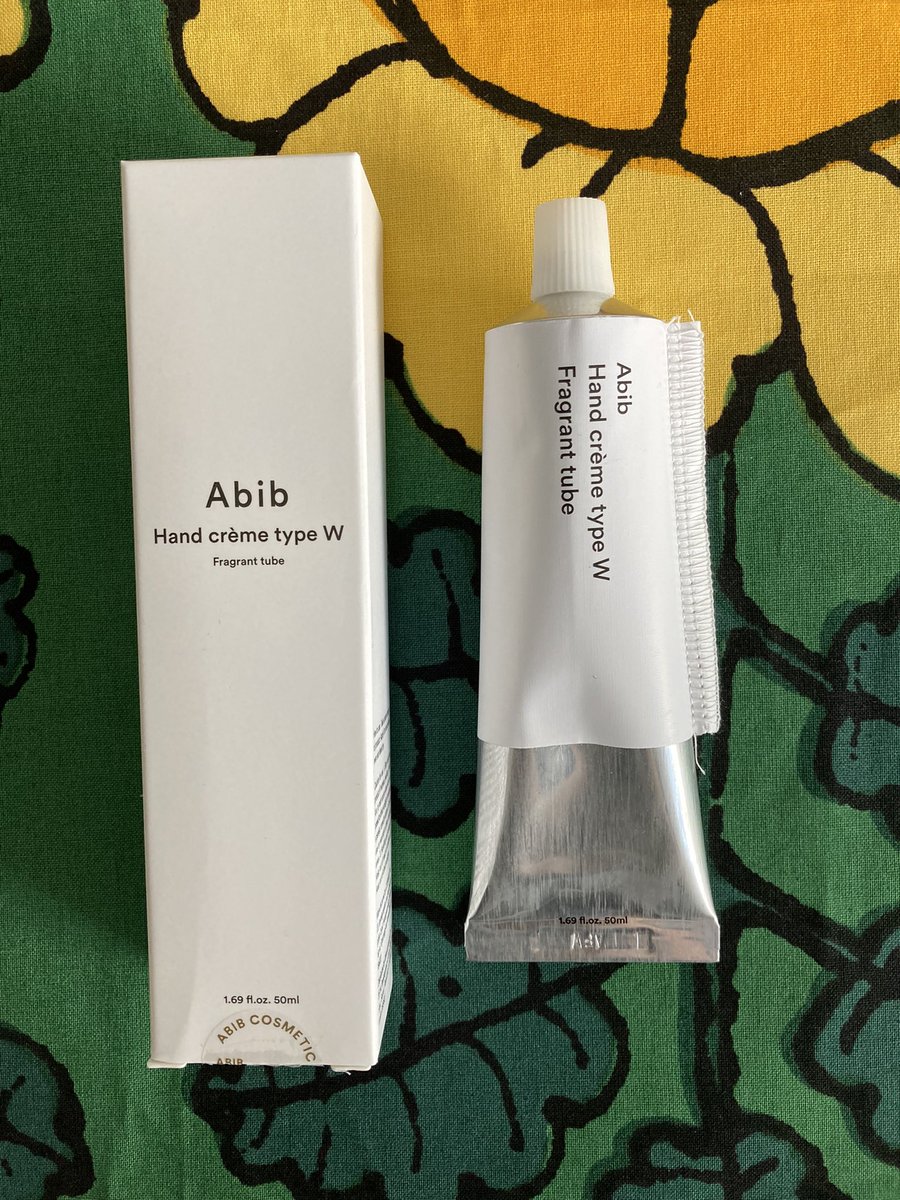 Abib
Hand crème type W
Fragrant tube
1.69 fl.oz. 50ml
ABIB COSMETIC
ABIB
Abib
Hand crème type W
Fragrant tube
1.69 fl.oz. 50ml